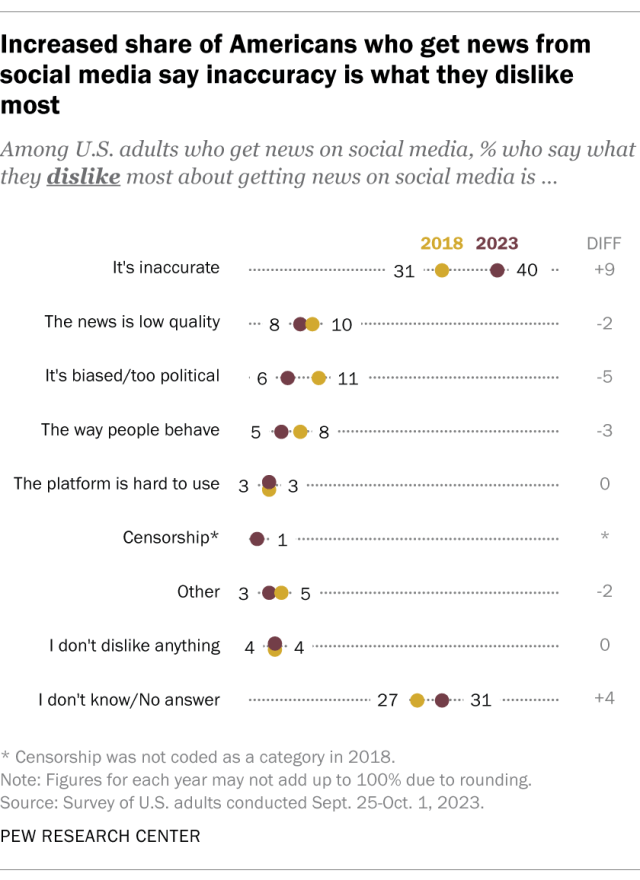 Increased share of Americans who get news from
social media say inaccuracy is what they dislike
most
Among U.S. adults who get news on social media, % who say what
they dislike most about getting news on social media is ...
2018 2023 DIFF
It's inaccurate 31 40 +9
The news is low quality 8 10 -2
It's biased/too political 6 11 -5
The way people behave 5 8 -3
The platform is hard to use 3 3 0
Censorship* 1 *
Other 3 5 -2
I don't dislike anything 4 4 0
I don't know/No answer 27 31 +4
* Censorship was not coded as a category in 2018.
Note: Figures for each year may not add up to 100% due to rounding.
Source: Survey of U.S. adults conducted Sept. 25-Oct. 1, 2023.
PEW RESEARCH CENTER